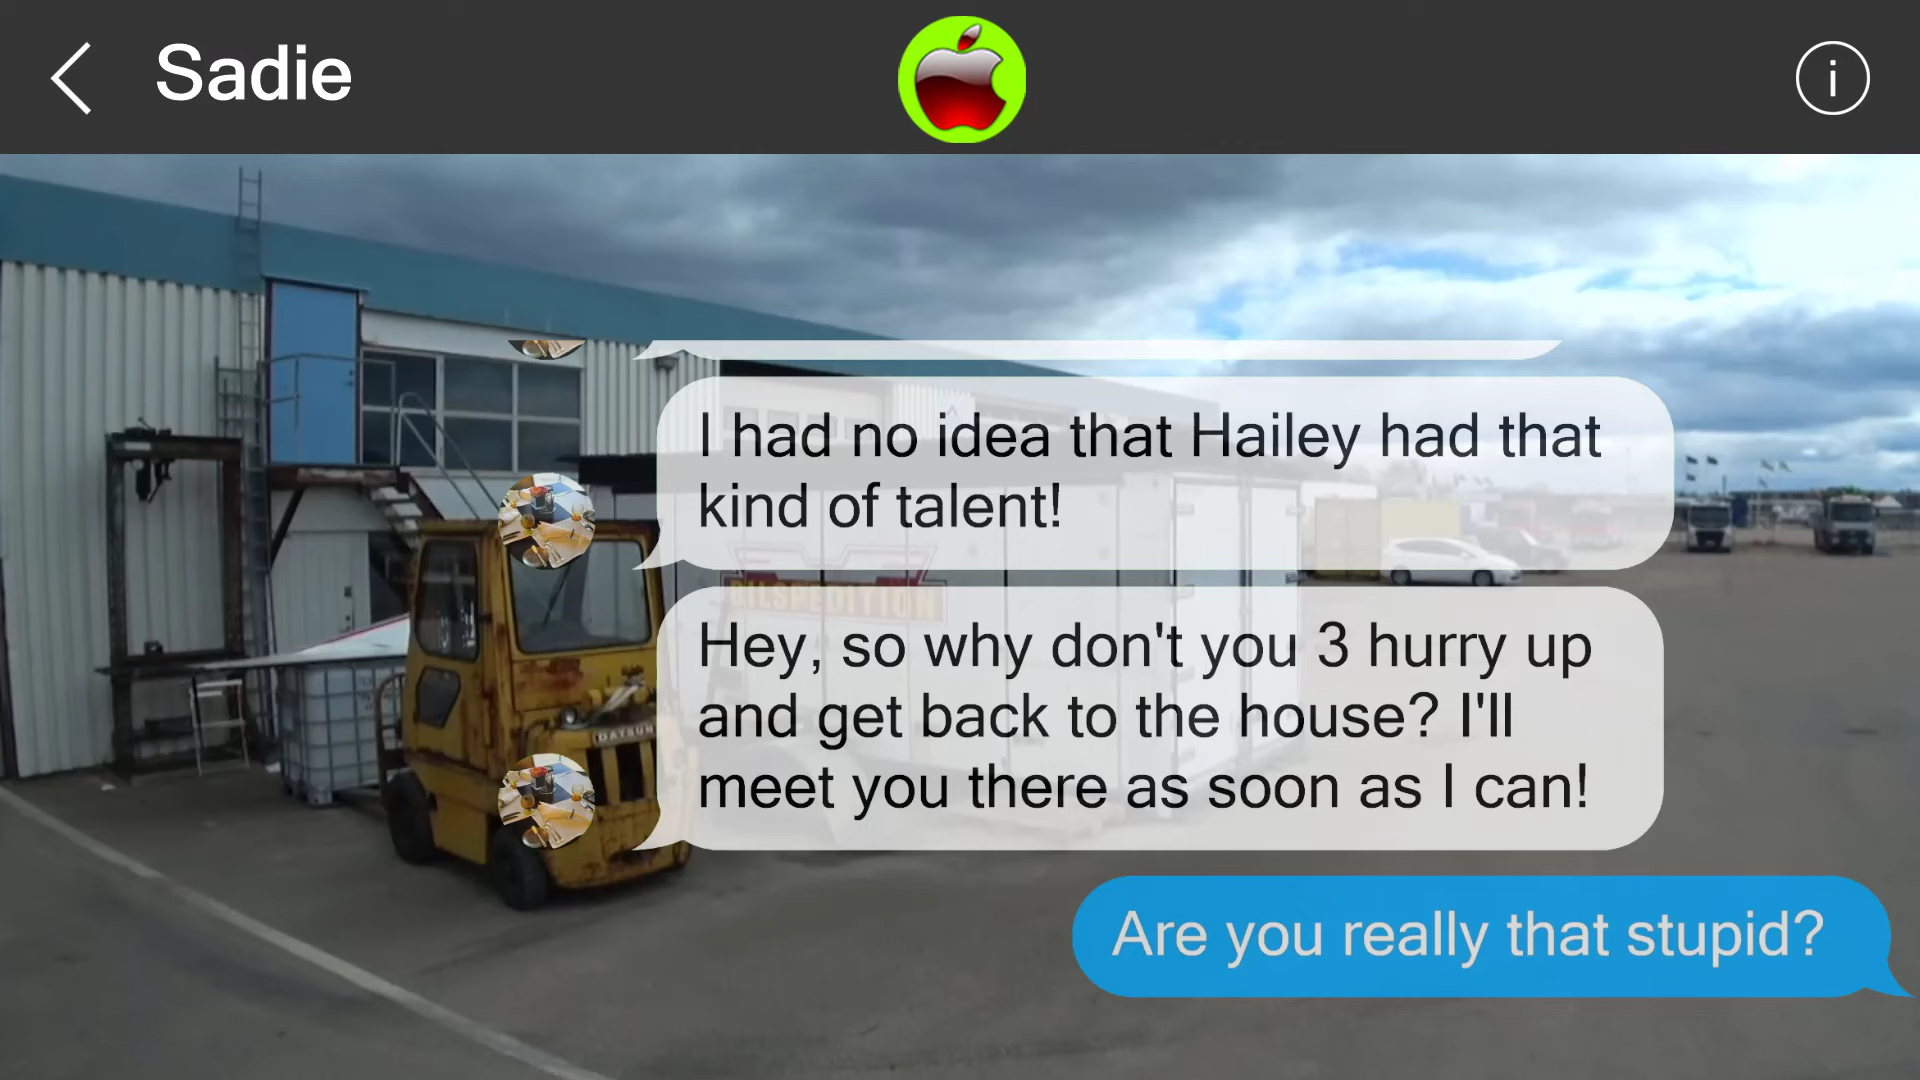 Sadie
i
I had no idea that Hailey had that
kind of talent!
BILSPEDITION
Hey, so why don't you 3 hurry up
and get back to the house? I'll
meet you there as soon as I can!
DATSUN
Are you really that stupid?